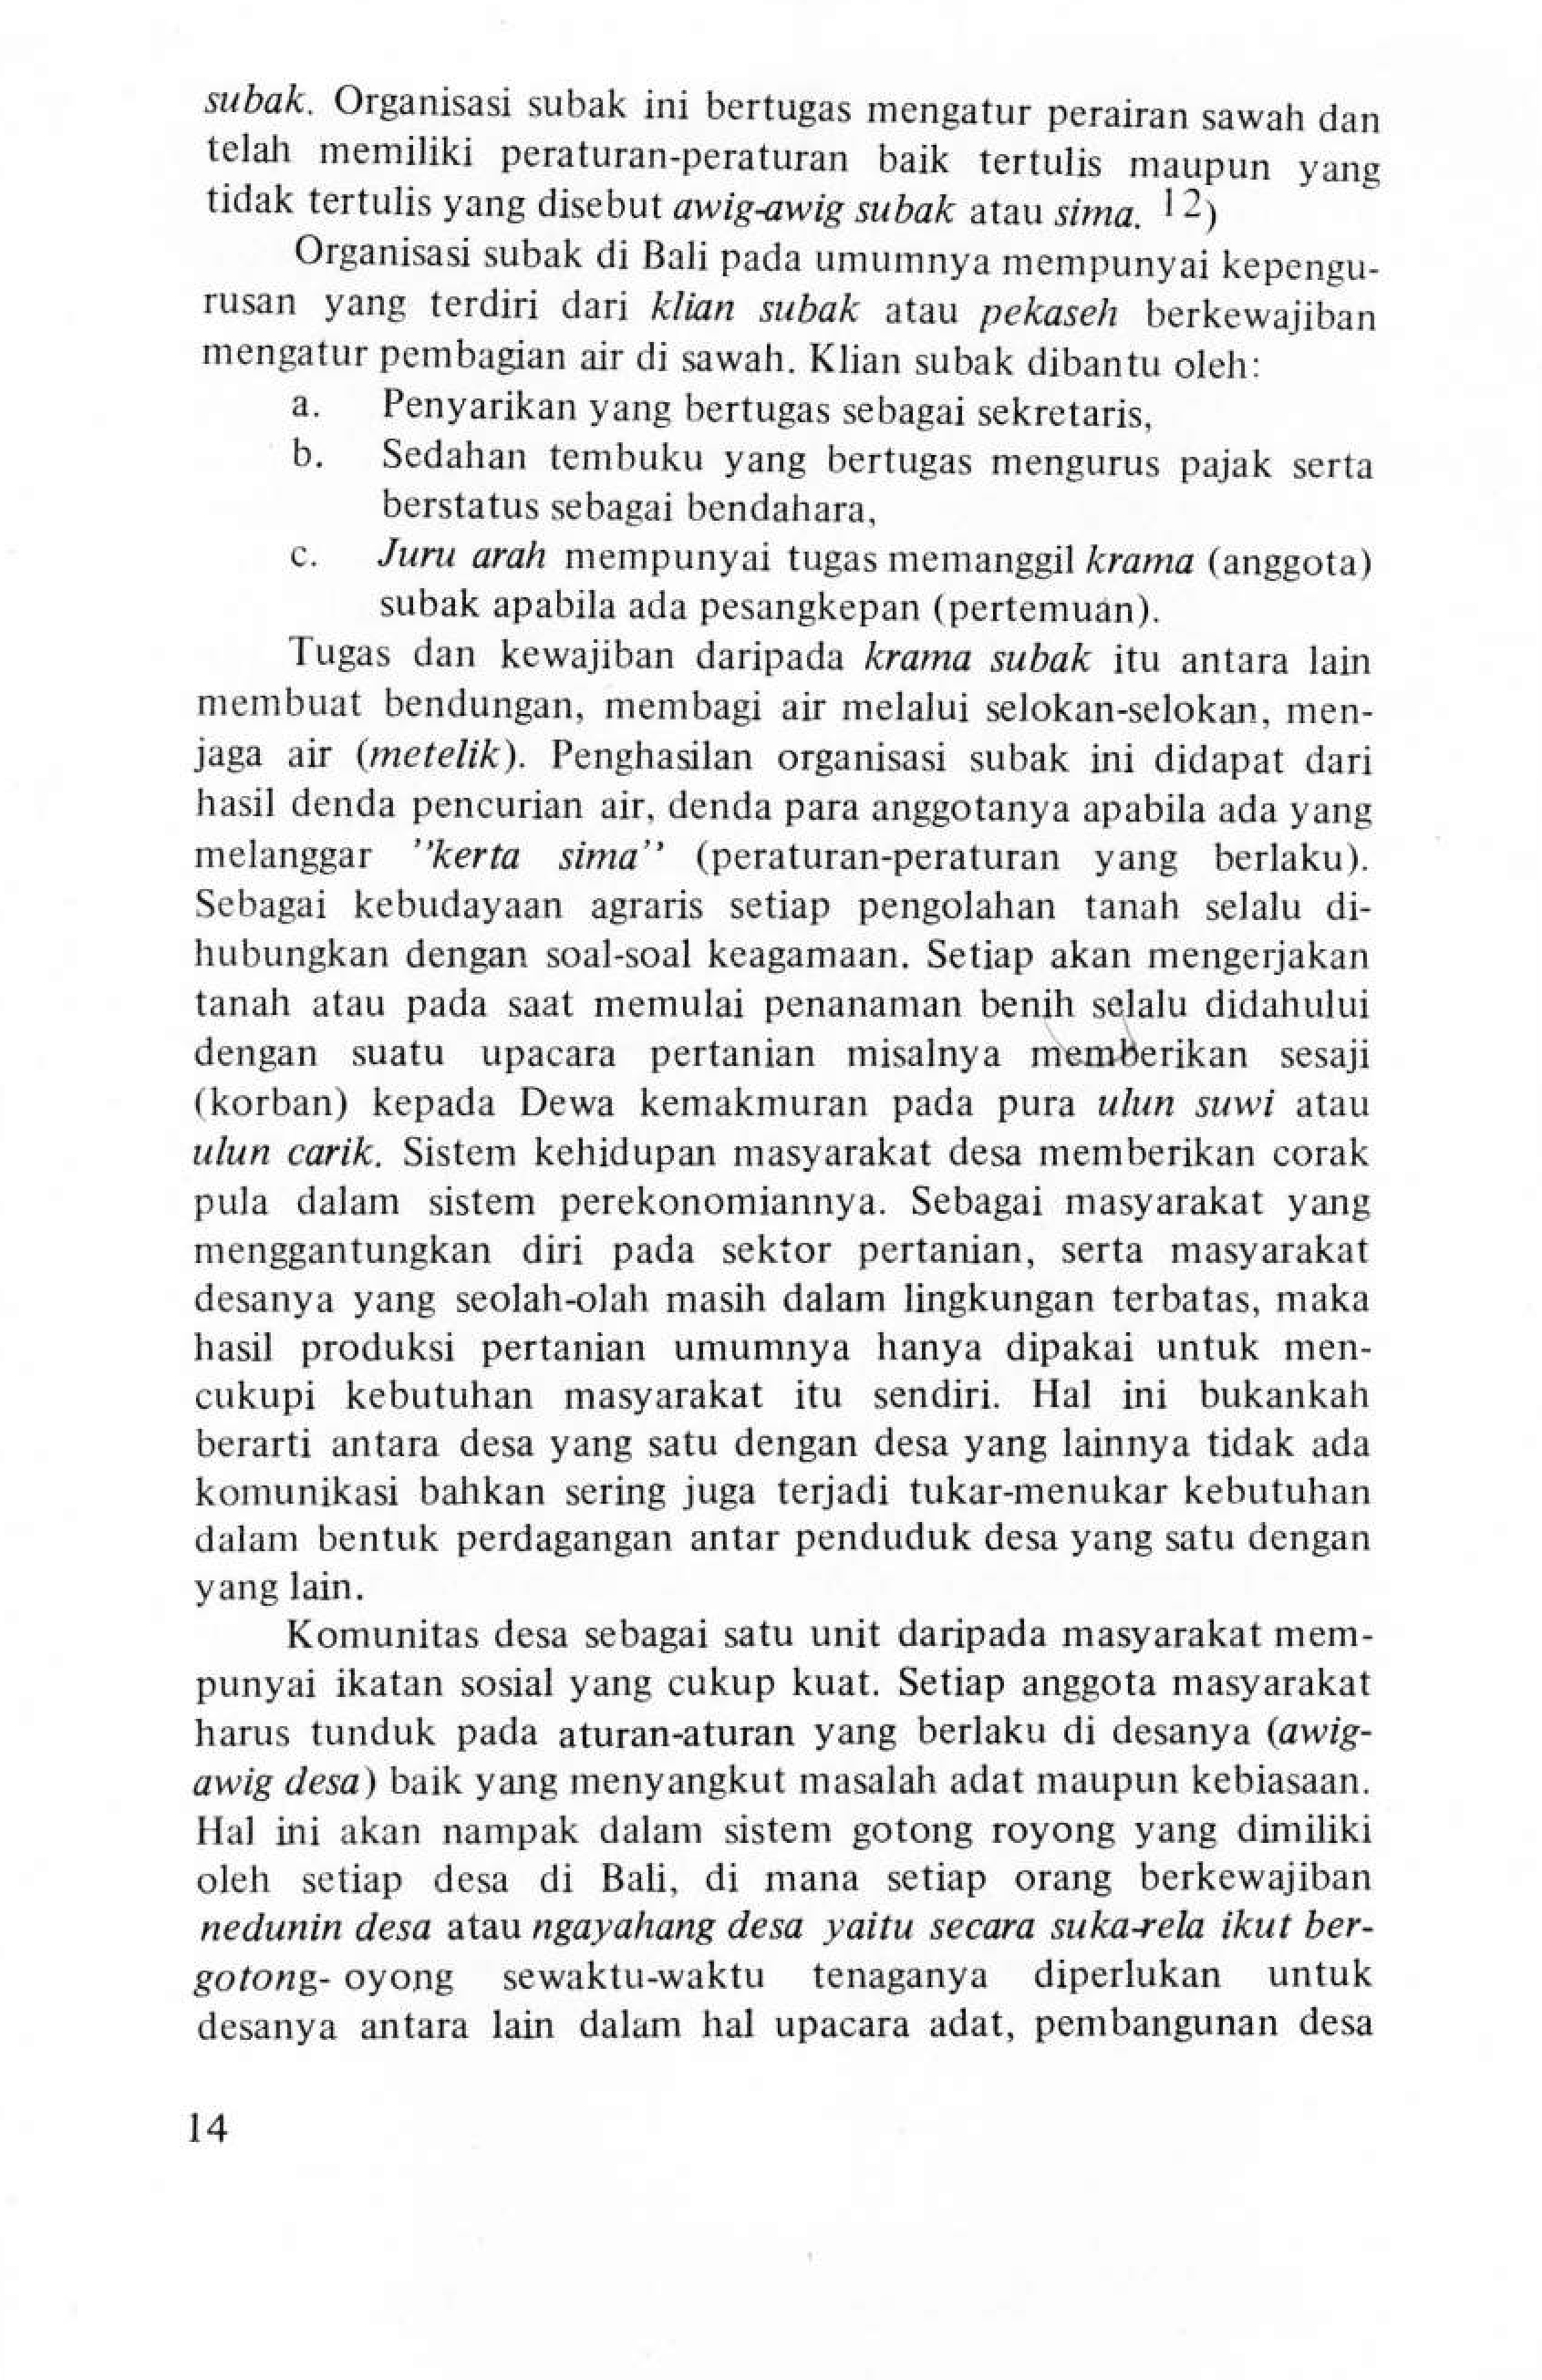 subak. Organisasi subak ini bertugas mengatur perairan sawah dan
telah memiliki peraturan-peraturan baik tertulis maupun yang
tidak tertulis yang disebut awig-awig subak atau sima. 12)
Organisasi subak di Bali pada umumnya mempunyai kepengu-
rusan yang terdiri dari klian subak atau pekaseh berkewajiban
mengatur pembagian air di sawah. Klian subak dibantu oleh:
a. Penyarikan yang bertugas sebagai sekretaris,
b. Sedahan tembuku yang bertugas mengurus pajak serta
berstatus sebagai bendahara,
c. Juru arah mempunyai tugas memanggil krama (anggota)
subak apabila ada pesangkepan (pertemuan).
Tugas dan kewajiban daripada krama subak itu antara lain
membuat bendungan, membagi air melalui selokan-selokan, men-
jaga air (metelik). Penghasilan organisasi subak ini didapat dari
hasil denda pencurian air, denda para anggotanya apabila ada yang
melanggar ''kerta sima'' (peraturan-peraturan yang berlaku).
Sebagai kebudayaan agraris setiap pengolahan tanah selalu di-
hubungkan dengan soal-soal keagamaan. Setiap akan mengerjakan
tanah atau pada saat memulai penanaman benih selalu didahului
dengan suatu upacara pertanian misalnya memberikan sesaji
(korban) kepada Dewa kemakmuran pada pura ulun suwi atau
ulun carik. Sistem kehidupan masyarakat desa memberikan corak
pula dalam sistem perekonomiannya. Sebagai masyarakat yang
menggantungkan diri pada sektor pertanian, serta masyarakat
desanya yang seolah-olah masih dalam lingkungan terbatas, maka
hasil produksi pertanian umumnya hanya dipakai untuk men-
cukupi kebutuhan masyarakat itu sendiri. Hal ini bukankah
berarti antara desa yang satu dengan desa yang lainnya tidak ada
komunikasi bahkan sering juga terjadi tukar-menukar kebutuhan
dalam bentuk perdagangan antar penduduk desa yang satu dengan
yang lain.
Komunitas desa sebagai satu unit daripada masyarakat mem-
punyai ikatan sosial yang cukup kuat. Setiap anggota masyarakat
harus tunduk pada aturan-aturan yang berlaku di desanya (awig-
awig desa) baik yang menyangkut masalah adat maupun kebiasaan.
Hal ini akan nampak dalam sistem gotong royong yang dimiliki
oleh setiap desa di Bali, di mana setiap orang berkewajiban
nedunin desa atau ngayahang desa yaitu secara suka-rela ikut ber-
gotong- oyong sewaktu-waktu tenaganya diperlukan untuk
desanya antara lain dalam hal upacara adat, pembangunan desa
14